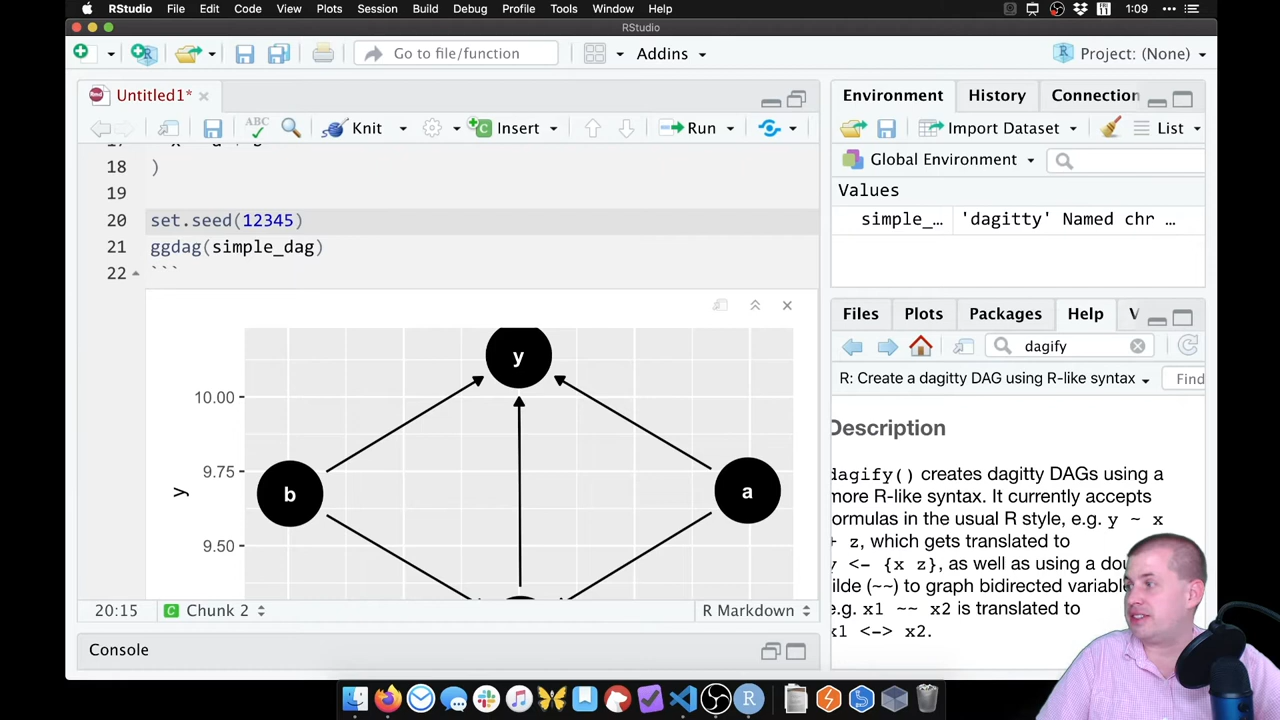 RStudio File Edit Code View Plots Session Build Debug Profile Tools Window Help 1:09
RStudio
Go to file/function Addins Project: (None)
Untitled1*
ABC Knit Insert Run
18 )
19
20 set.seed(12345)
21 ggdag(simple_dag)
22 ```
y
10.00
9.75
b a
y
9.50
20:15 C Chunk 2 R Markdown
Console
Environment History Connection
Import Dataset List
Global Environment
Values
simple_… 'dagitty' Named chr …
Files Plots Packages Help V
dagify
R: Create a dagitty DAG using R-like syntax Find
Description
dagify() creates dagitty DAGs using a
more R-like syntax. It currently accepts
formulas in the usual R style, e.g. y ~ x
+ z, which gets translated to
y <- {x z}, as well as using a dou
tilde (~~) to graph bidirected variable
e.g. x1 ~~ x2 is translated to
x1 <-> x2.